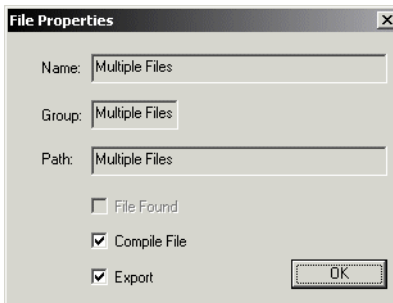 File Properties
Name: Multiple Files
Group: Multiple Files
Path: Multiple Files
File Found
Compile File
Export
OK